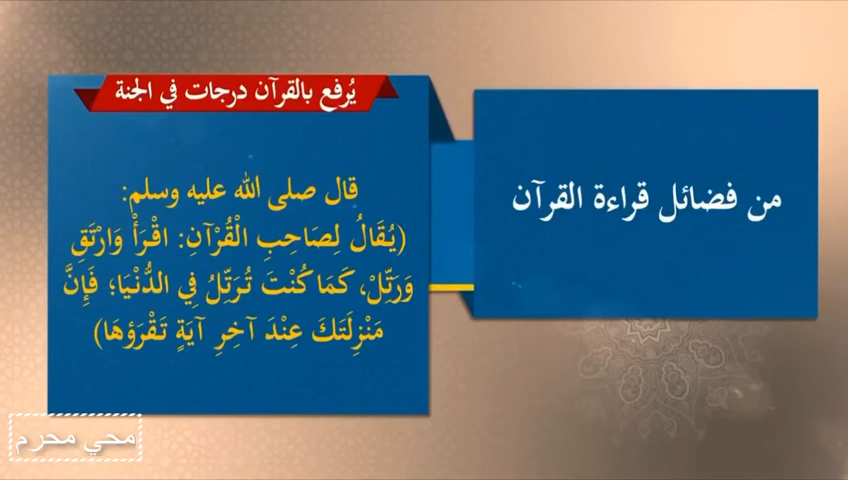 من فضائل قراءة القرآن
يُرفع بالقرآن درجات في الجنة
قال صلى الله عليه وسلم:
(يُقَالُ لِصَاحِبِ الْقُرْآنِ: اقْرَأْ وَارْتَقِ
وَرَتِّلْ، كَمَا كُنْتَ تُرَتِّلُ فِي الدُّنْيَا؛ فَإِنَّ
مَنْزِلَتَكَ عِنْدَ آخِرِ آيَةٍ تَقْرَؤُهَا)
محي محرم